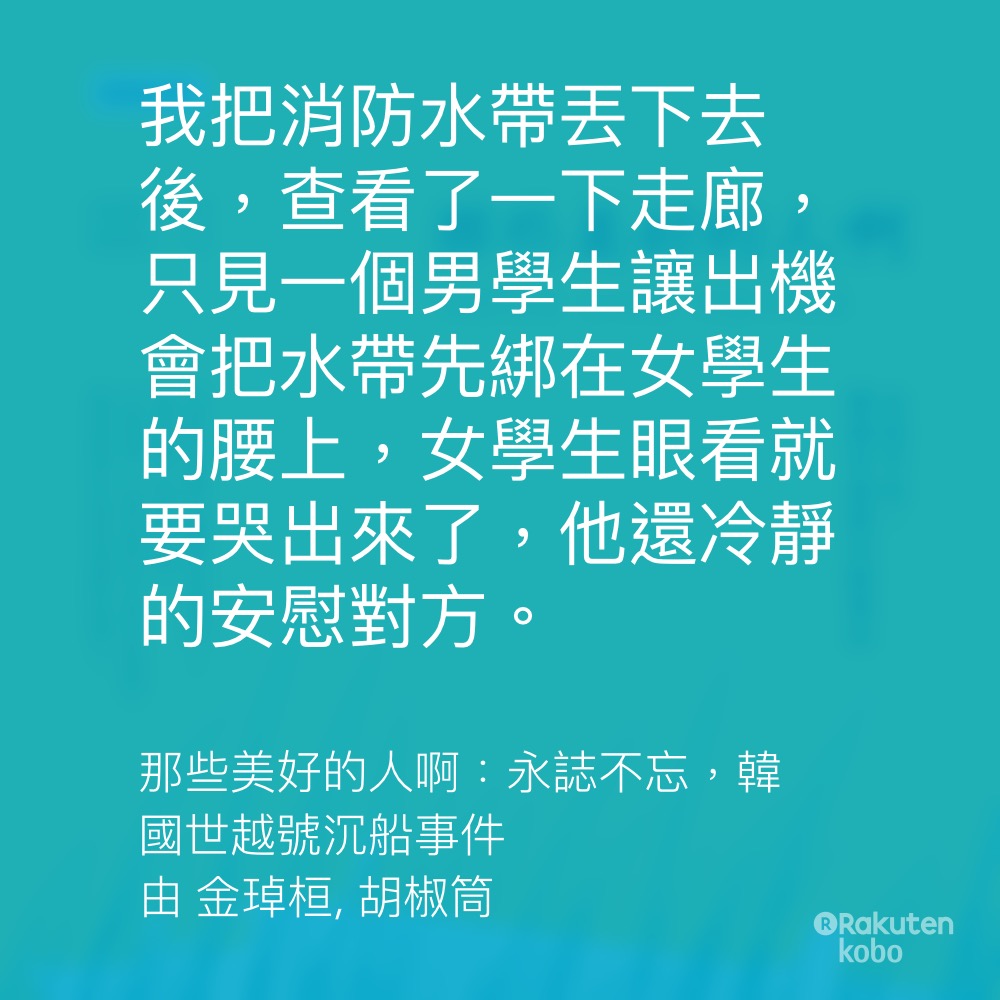 我把消防水帶丟下去
後，查看了一下走廊，
只見一個男學生讓出機
會把水帶先綁在女學生
的腰上，女學生眼看就
要哭出來了，他還冷靜
的安慰對方。
那些美好的人啊：永誌不忘，韓
國世越號沉船事件
由 金琸桓, 胡椒筒
Rakuten
kobo